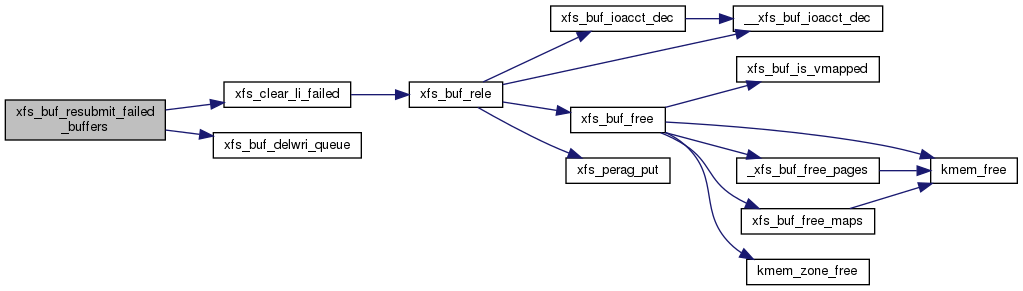 xfs_buf_resubmit_failed
_buffers
xfs_clear_li_failed
xfs_buf_delwri_queue
xfs_buf_rele
xfs_buf_ioacct_dec
__xfs_buf_ioacct_dec
xfs_buf_free
xfs_perag_put
xfs_buf_is_vmapped
_xfs_buf_free_pages
xfs_buf_free_maps
kmem_zone_free
kmem_free